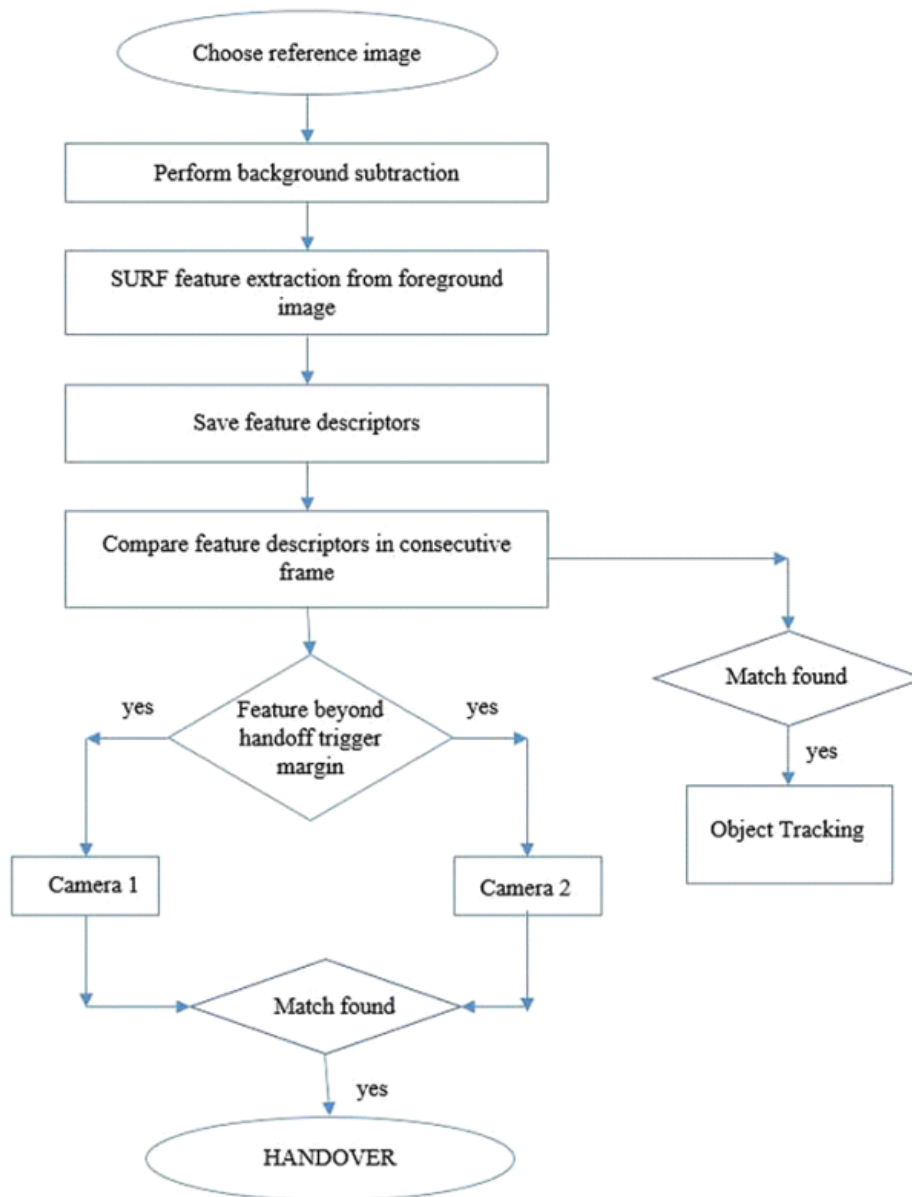 Choose reference image
Perform background subtraction
SURF feature extraction from foreground
image
Save feature descriptors
Compare feature descriptors in consecutive
frame
Match found
yes
Object Tracking
yes
Feature beyond
handoff trigger
margin
yes
Camera 1
Camera 2
Match found
yes
HANDOVER